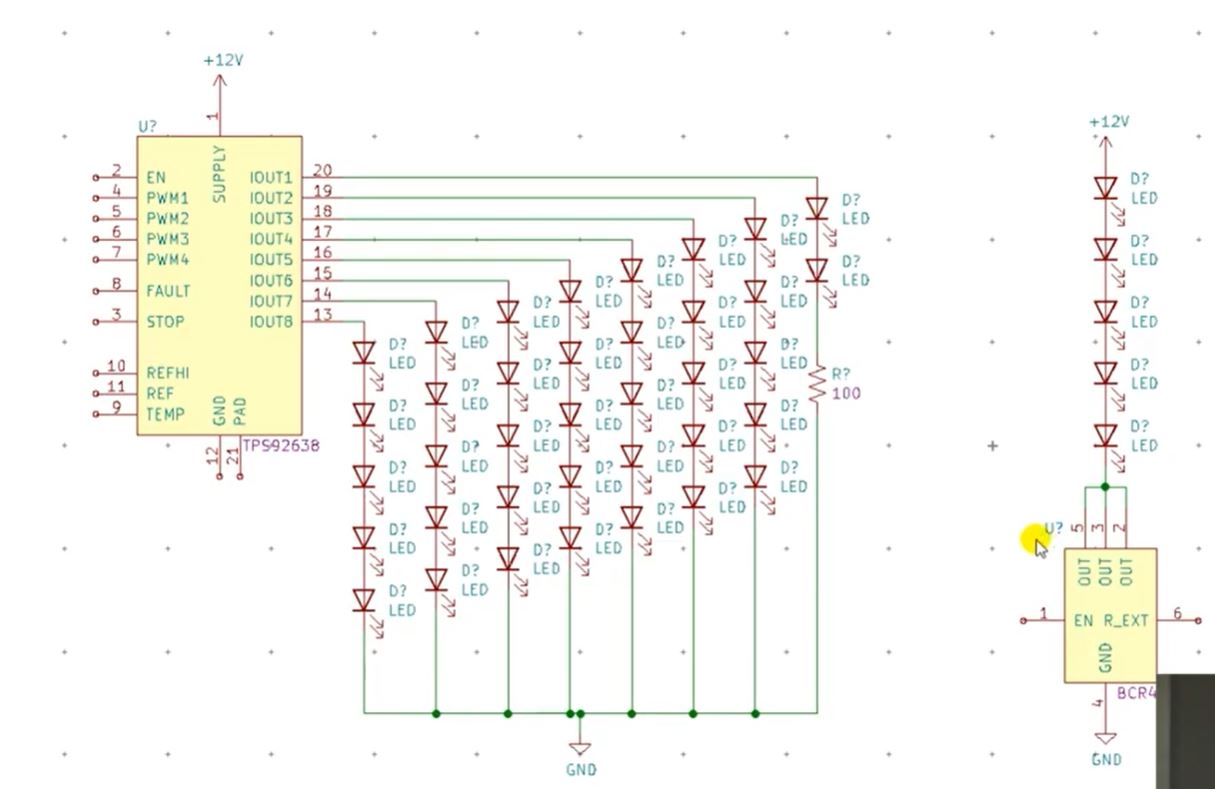 +12V
1
U?
SUPPLY
2 EN
4 PWM1
5 PWM2
6 PWM3
7 PWM4
8 FAULT
3 STOP
10 REFHI
11 REF
9 TEMP
IOUT1 20
IOUT2 19
IOUT3 18
IOUT4 17
IOUT5 16
IOUT6 15
IOUT7 14
IOUT8 13
GND
PAD
12
21
TPS92638
D?
LED
D?
LED
D?
LED
D?
LED
D?
LED
D?
LED
D?
LED
D?
LED
D?
LED
D?
LED
D?
LED
D?
LED
D?
LED
D?
LED
D?
LED
D?
LED
D?
LED
D?
LED
D?
LED
D?
LED
D?
LED
D?
LED
D?
LED
D?
LED
D?
LED
D?
LED
D?
LED
D?
LED
D?
LED
D?
LED
D?
LED
D?
LED
D?
LED
D?
LED
D?
LED
D?
LED
D?
LED
R?
100
GND
+12V
D?
LED
D?
LED
D?
LED
D?
LED
D?
LED
U?
5
3
2
OUT
OUT
OUT
1 EN
R_EXT 6
GND
BCR4
4
GND